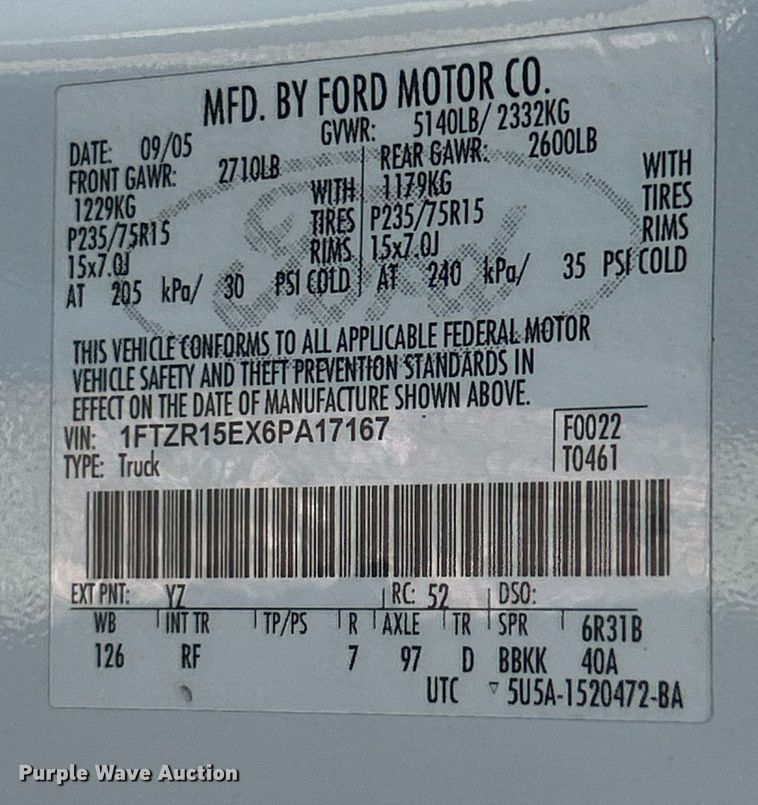 MFD. BY FORD MOTOR CO.
DATE: 09/05 GVWR: 5140LB/ 2332KG
FRONT GAWR: 2710LB REAR GAWR: 2600LB
1229KG WITH 1179KG WITH
P235/75R15 TIRES P235/75R15 TIRES
15x7.0J RIMS 15x7.0J RIMS
AT 205 kPa/ 30 PSI COLD AT 240 kPa/ 35 PSI COLD
Ford
THIS VEHICLE CONFORMS TO ALL APPLICABLE FEDERAL MOTOR
VEHICLE SAFETY AND THEFT PREVENTION STANDARDS IN
EFFECT ON THE DATE OF MANUFACTURE SHOWN ABOVE.
VIN: 1FTZR15EX6PA17167 F0022
TYPE: Truck T0461
EXT PNT: YZ RC: 52 DSO:
WB INT TR TP/PS R AXLE TR SPR 6R31B
126 RF 7 97 D BBKK 40A
UTC ▽ 5U5A-1520472-BA
Purple Wave Auction